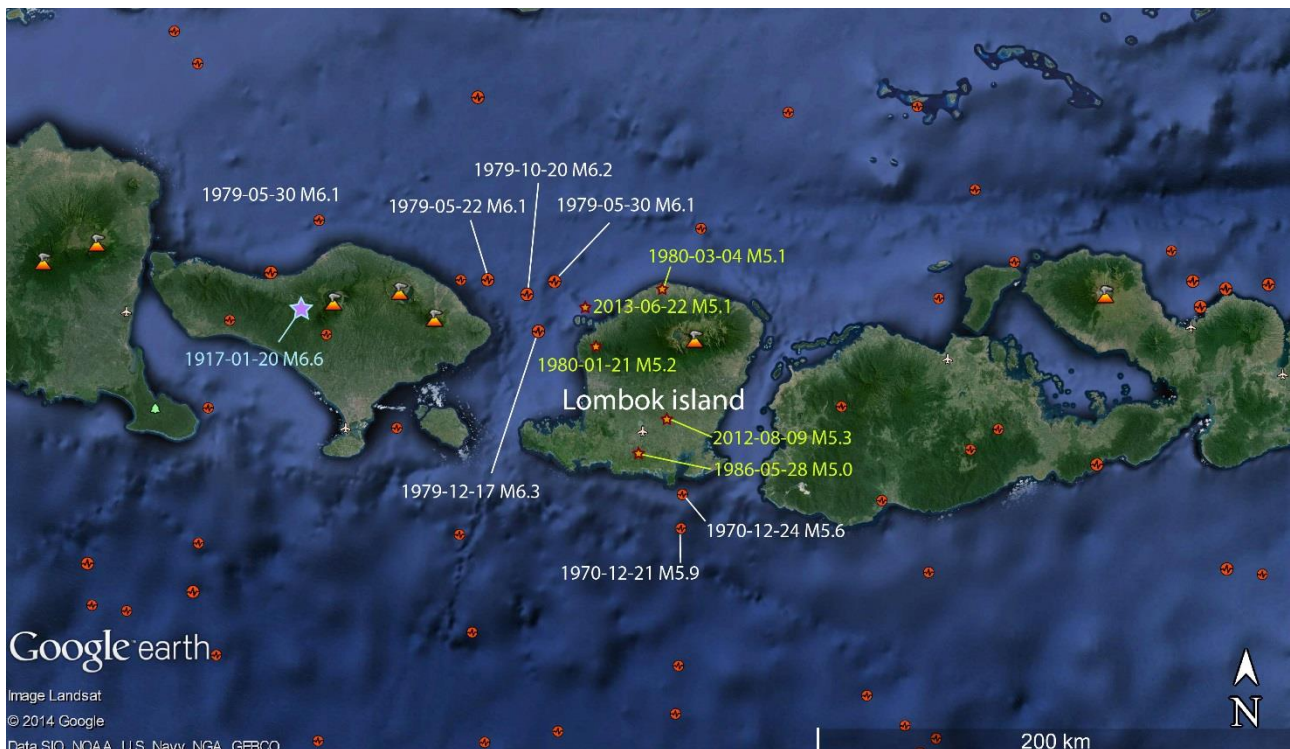 1979-10-20 M6.2
1979-05-30 M6.1
1979-05-22 M6.1
1979-05-30 M6.1
1980-03-04 M5.1
2013-06-22 M5.1
1917-01-20 M6.6
1980-01-21 M5.2
Lombok island
2012-08-09 M5.3
1986-05-28 M5.0
1979-12-17 M6.3
1970-12-24 M5.6
1970-12-21 M5.9
Google earth
Image Landsat
© 2014 Google
Data SIO, NOAA, U.S. Navy, NGA, GEBCO
N
200 km